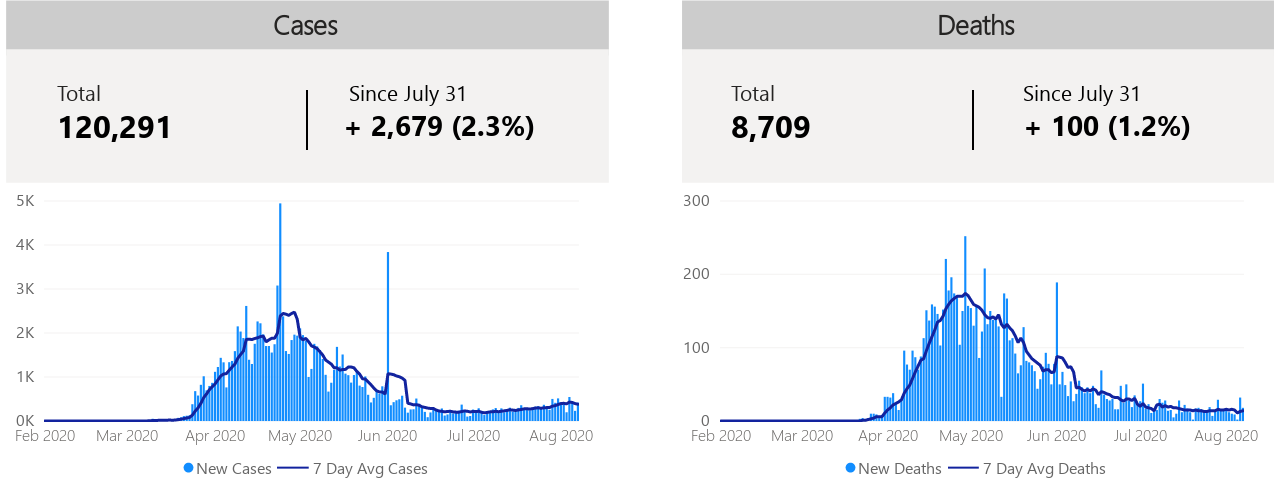 Cases
Total
Since July 31
120,291
+ 2,679 (2.3%)
5K
4K
3K
2K
1K
0K
Feb 2020
Mar 2020
Apr 2020
May 2020
Jun 2020
Jul 2020
Aug 2020
New Cases
7 Day Avg Cases
Deaths
Total
Since July 31
8,709
+ 100 (1.2%)
300
200
100
0
Feb 2020
Mar 2020
Apr 2020
May 2020
Jun 2020
Jul 2020
Aug 2020
New Deaths
7 Day Avg Deaths